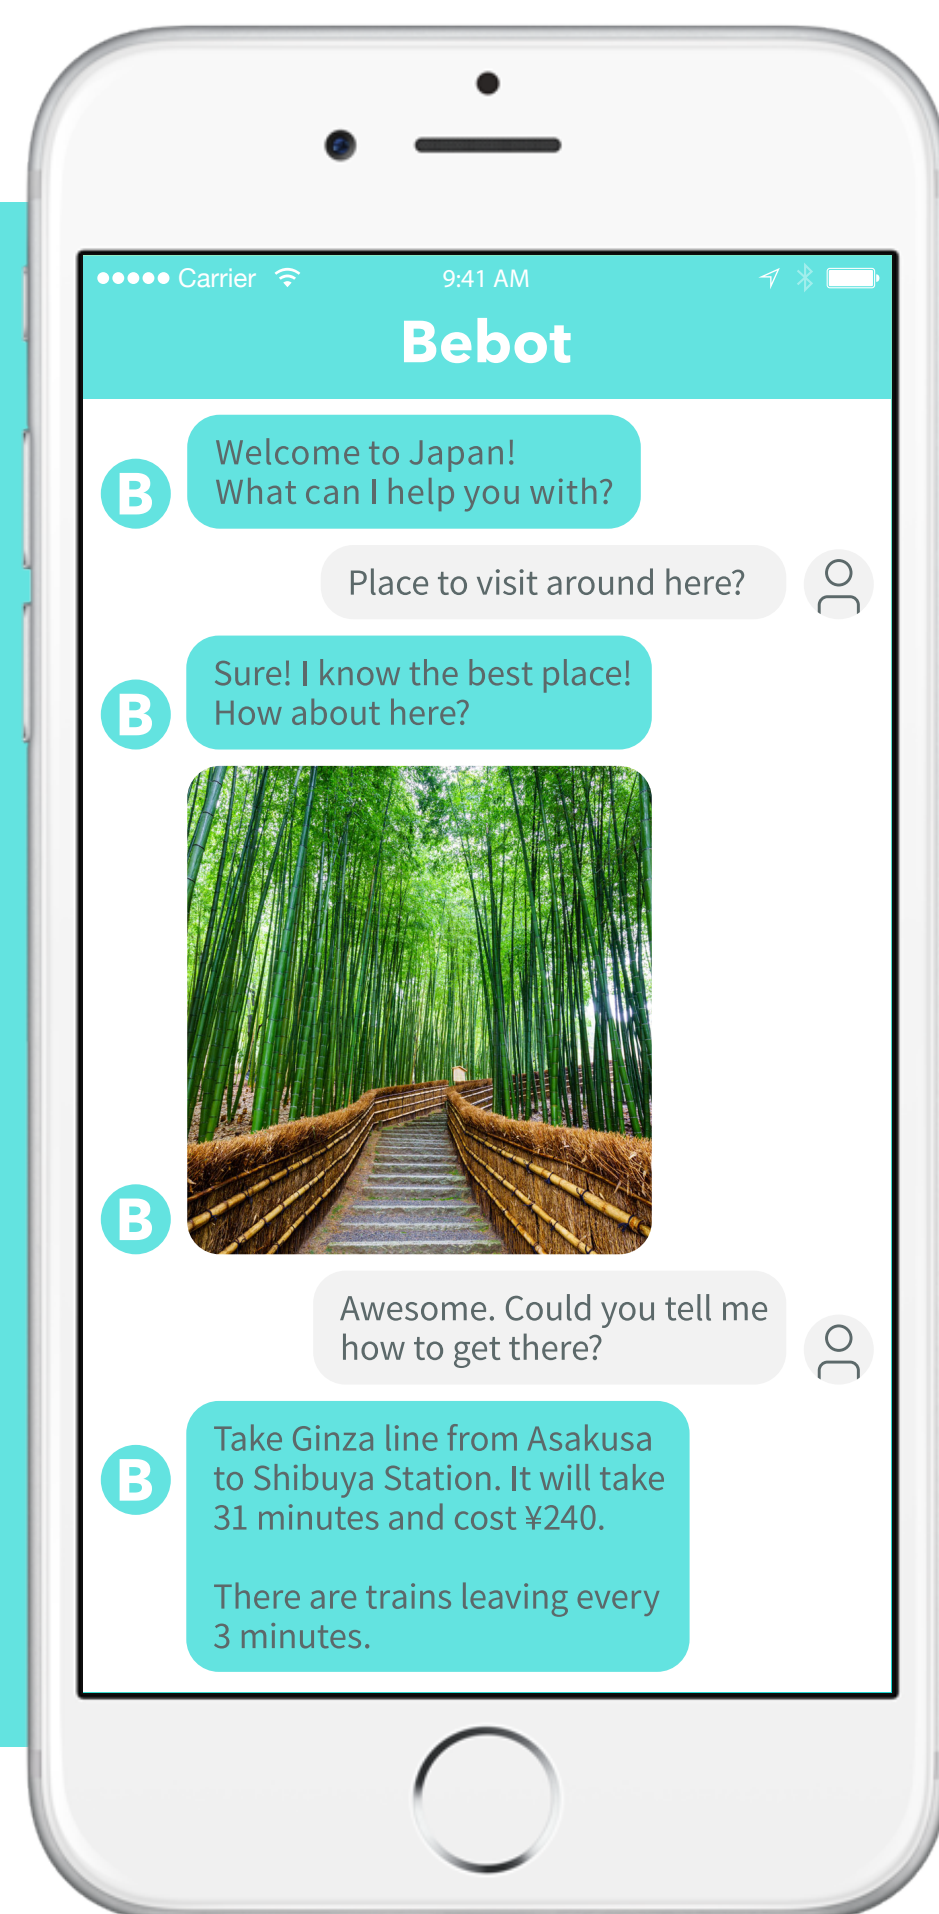 Carrier 9:41 AM
Bebot
B
Welcome to Japan!
What can I help you with?
Place to visit around here?
B
Sure! I know the best place!
How about here?
B
Awesome. Could you tell me
how to get there?
B
Take Ginza line from Asakusa
to Shibuya Station. It will take
31 minutes and cost ¥240.
There are trains leaving every
3 minutes.